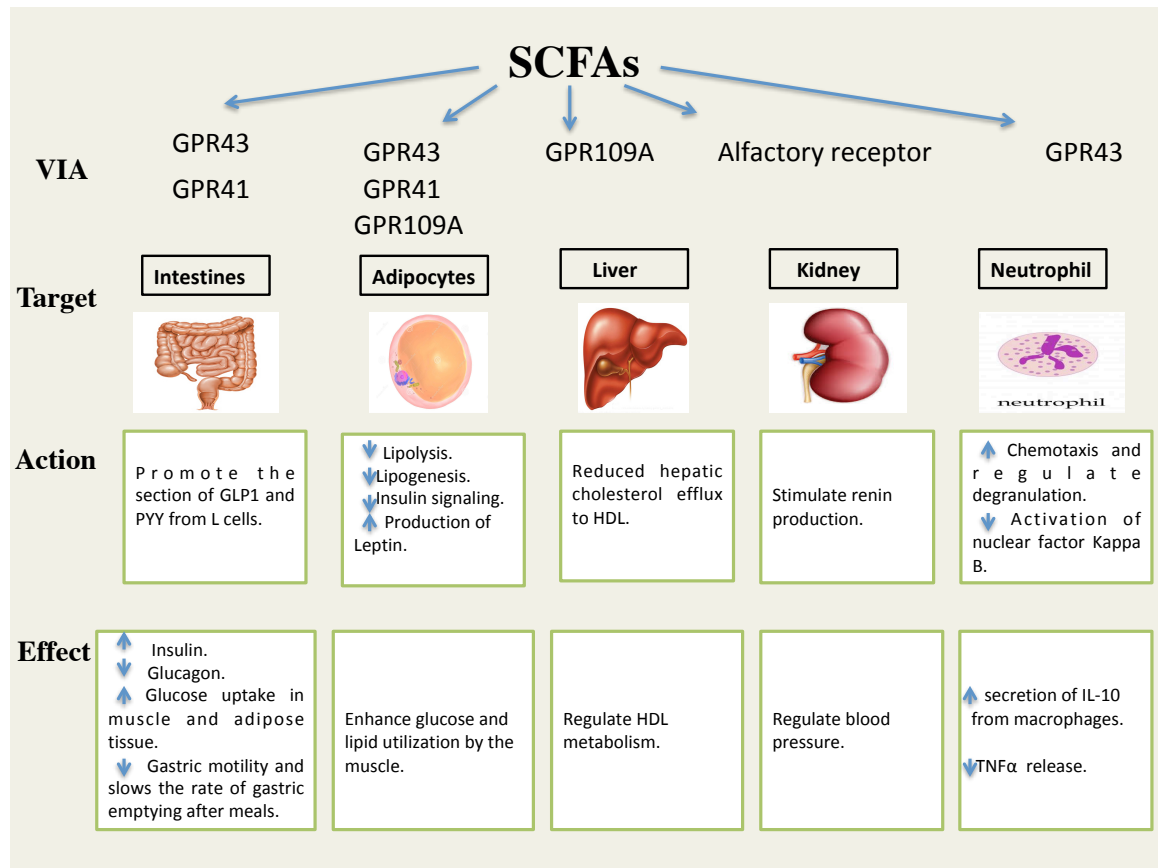 SCFAs
VIA
GPR43
GPR41
GPR43
GPR41
GPR109A
GPR109A
Alfactory receptor
GPR43
Target
Intestines
Adipocytes
Liver
Kidney
Neutrophil
neutrophil
Action
Promote the
section of GLP1 and
PYY from L cells.
Lipolysis.
Lipogenesis.
Insulin signaling.
Production of
Leptin.
Reduced hepatic
cholesterol efflux
to HDL.
Stimulate renin
production.
Chemotaxis and
regulate
degranulation.
Activation of
nuclear factor Kappa
B.
Effect
Insulin.
Glucagon.
Glucose uptake in
muscle and adipose
tissue.
Gastric motility and
slows the rate of gastric
emptying after meals.
Enhance glucose and
lipid utilization by the
muscle.
Regulate HDL
metabolism.
Regulate blood
pressure.
secretion of IL-10
from macrophages.
TNFα release.